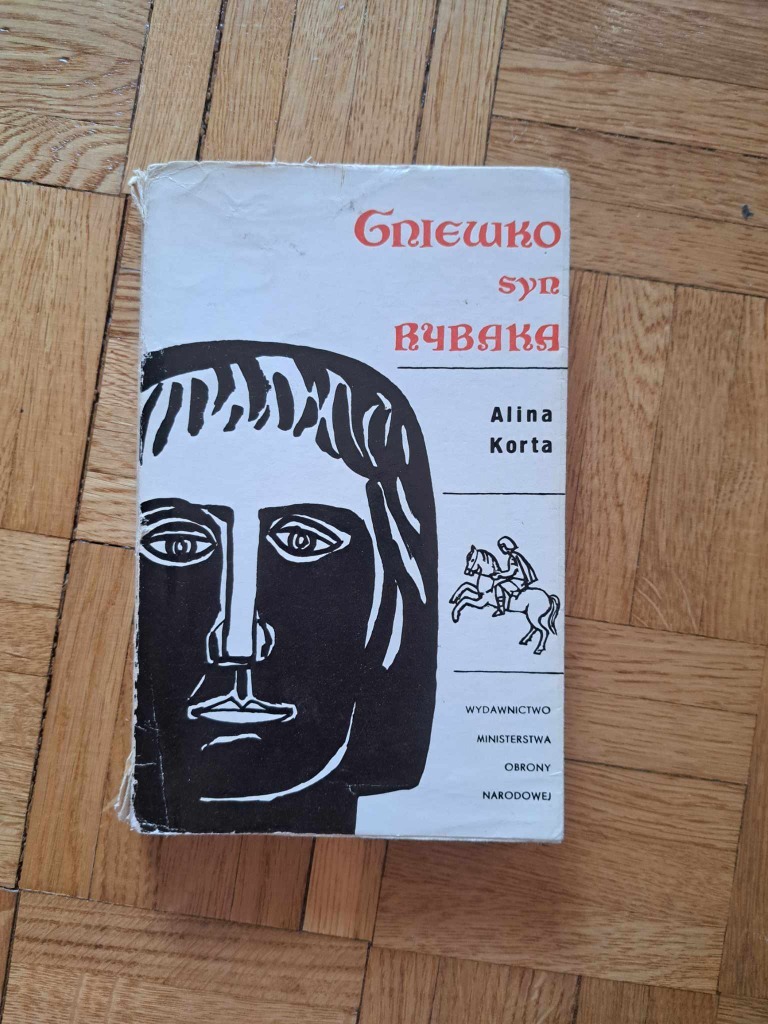 Gniewko
syn
RYBAKA
Alina
Korta
WYDAWNICTWO
MINISTERSTWA
OBRONY
NARODOWEJ